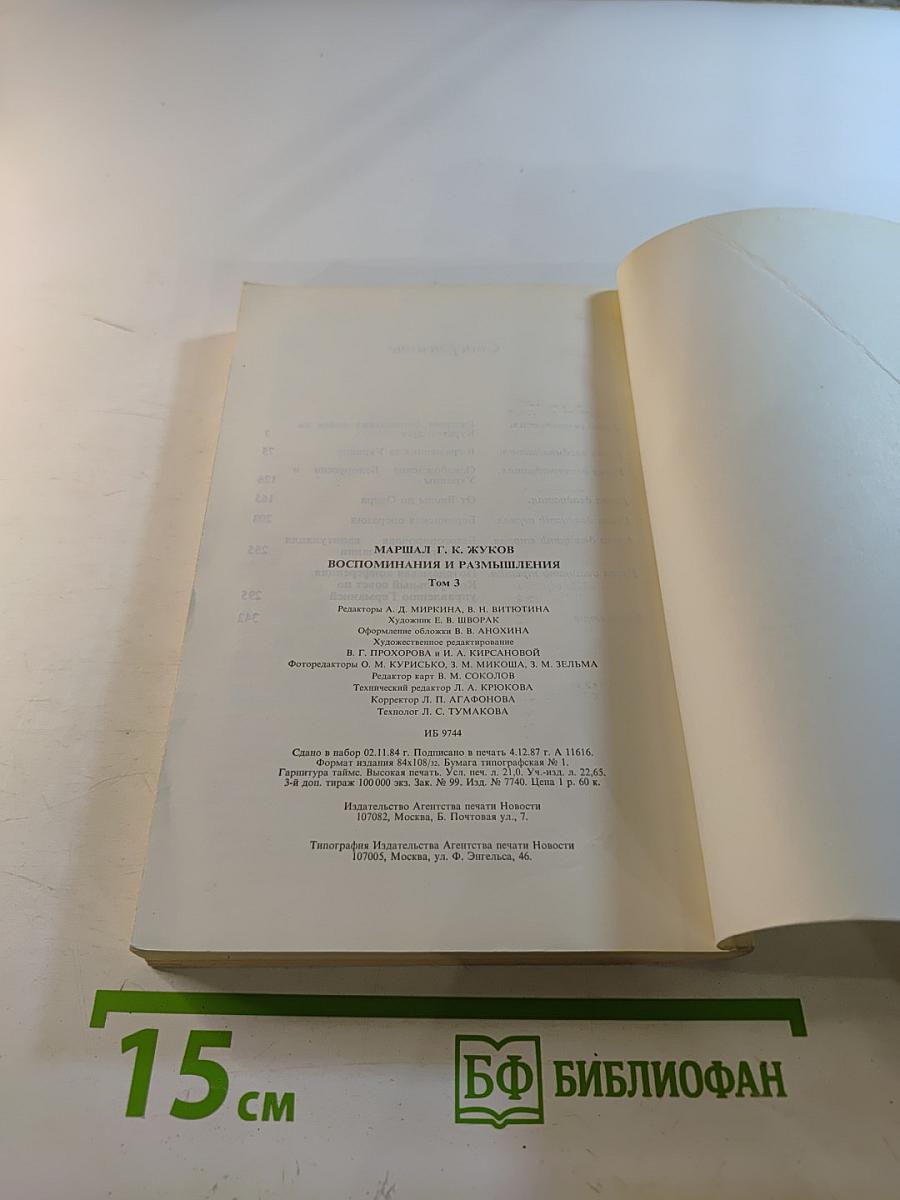 МАРШАЛ Г. К. ЖУКОВ
ВОСПОМИНАНИЯ И РАЗМЫШЛЕНИЯ
Том 3
Редакторы А. Д. МИРКИНА, В. Н. ВИТЮТИНА
Художник Е. В. ШВОРАК
Оформление обложки В. В. АНОХИНА
Художественное редактирование
В. Г. ПРОХОРОВА и И. А. КИРСАНОВОЙ
Фоторедакторы О. М. КУРИСЬКО, З. М. МИКОША, З. М. ЗЕЛЬМА
Редактор карт В. М. СОКОЛОВ
Технический редактор Л. А. КРЮКОВА
Корректор Л. П. АГАФОНОВА
Технолог Л. С. ТУМАКОВА
ИБ 9744
Сдано в набор 02.11.84 г. Подписано в печать 4.12.87 г. А 11616.
Формат издания 84х108/32. Бумага типографская № 1.
Гарнитура таймс. Высокая печать. Усл. печ. л. 21,0. Уч.-изд. л. 22,65.
3-й доп. тираж 100 000 экз. Зак. № 99. Изд. № 7740. Цена 1 р. 60 к.
Издательство Агентства печати Новости
107082, Москва, Б. Почтовая ул., 7.
Типография Издательства Агентства печати Новости
107005, Москва, ул. Ф. Энгельса, 46.
15 см
БФ БИБЛИОФАН